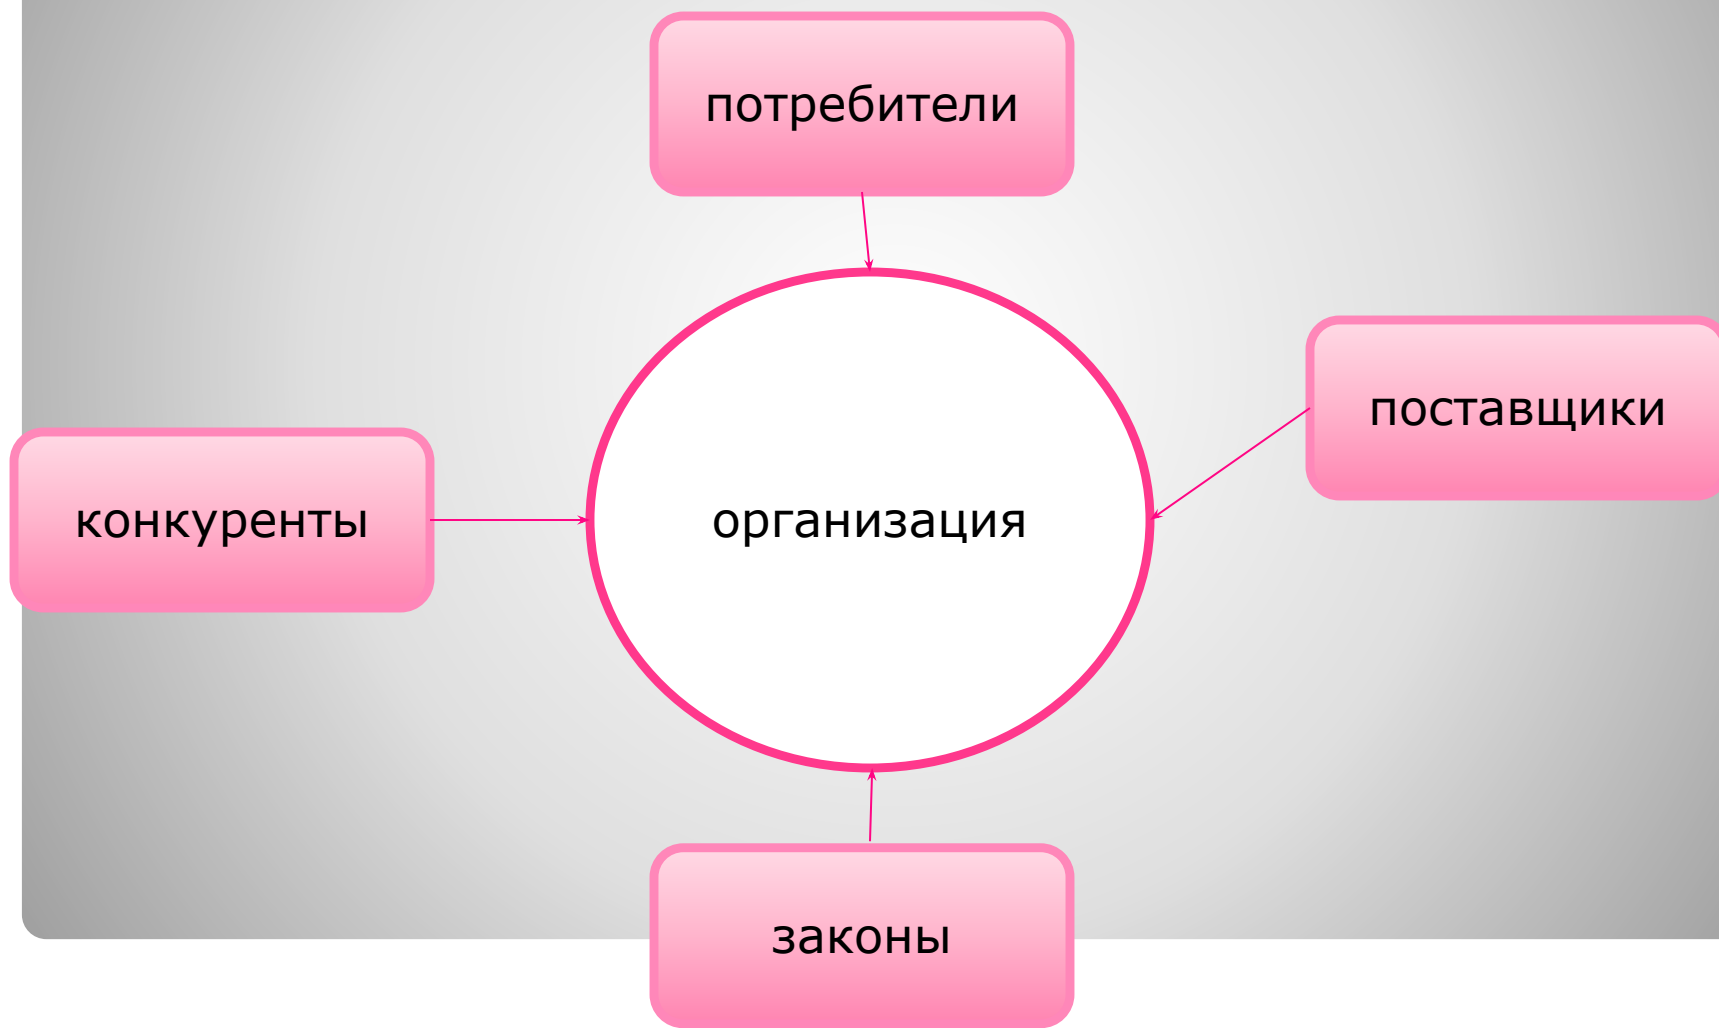 потребители
поставщики
конкуренты
организация
законы